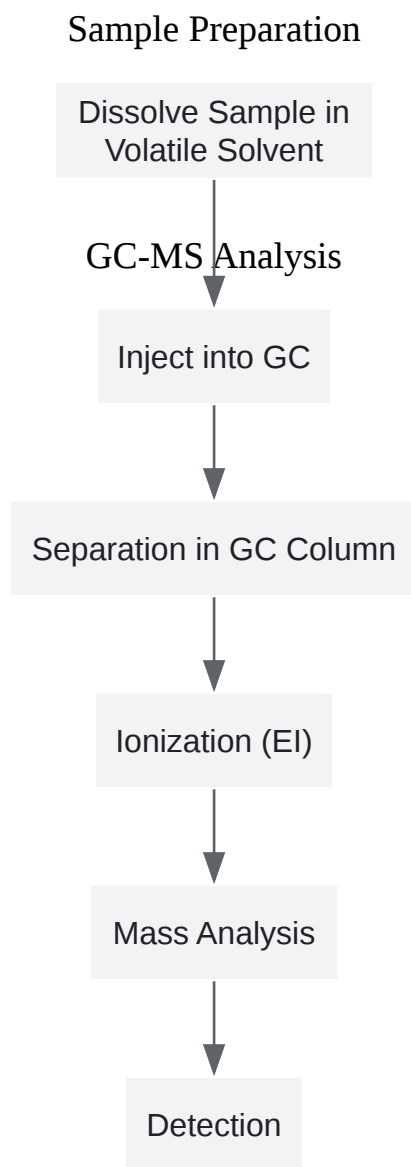 Sample Preparation
Dissolve Sample in
Volatile Solvent
GC-MS Analysis
Inject into GC
Separation in GC Column
Ionization (EI)
Mass Analysis
Detection